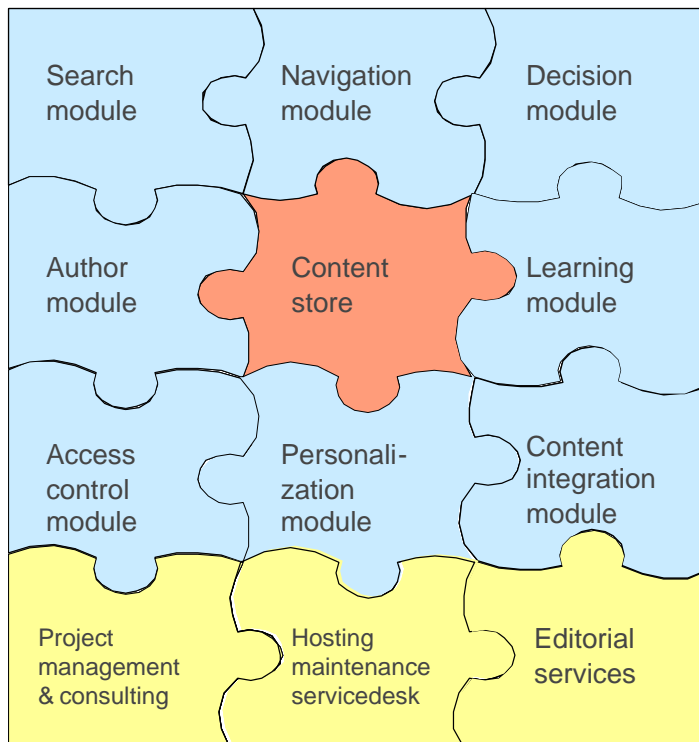 Search
module
Navigation
module
Decision
module
Author
module
Content
store
Learning
module
Access
control
module
Personali-
zation
module
Content
integration
module
Project
management
& consulting
Hosting
maintenance
servicedesk
Editorial
services